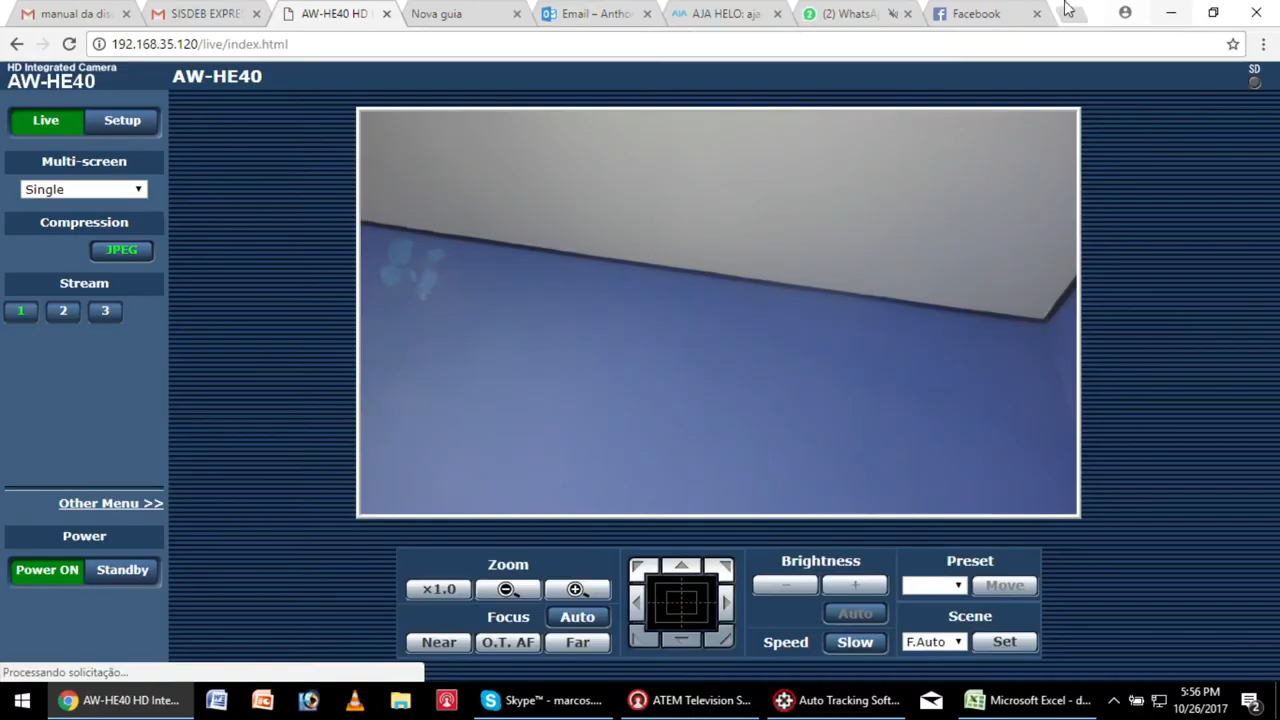 manual da dis
SISDEB EXPRE
AW-HE40 HD
Nova guia
Email – Antho
AJA HELO: aja
(2) WhatsA
Facebook
192.168.35.120/live/index.html
HD Integrated Camera
AW-HE40
AW-HE40
SD
Live
Setup
Multi-screen
Single
Compression
JPEG
Stream
1
2
3
Other Menu >>
Power
Power ON
Standby
Zoom
×1.0
Focus
Auto
Near
O.T. AF
Far
Brightness
−
+
Auto
Speed
Slow
Preset
Move
Scene
F.Auto
Set
Processando solicitação...
AW-HE40 HD Inte...
Skype™ - marcos....
ATEM Television S...
Auto Tracking Soft...
Microsoft Excel - d...
5:56 PM
10/26/2017
2